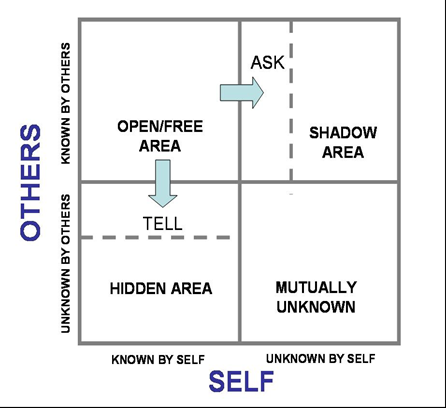 OTHERS
KNOWN BY OTHERS
UNKNOWN BY OTHERS
ASK
OPEN/FREE
AREA
SHADOW
AREA
TELL
HIDDEN AREA
MUTUALLY
UNKNOWN
KNOWN BY SELF
UNKNOWN BY SELF
SELF